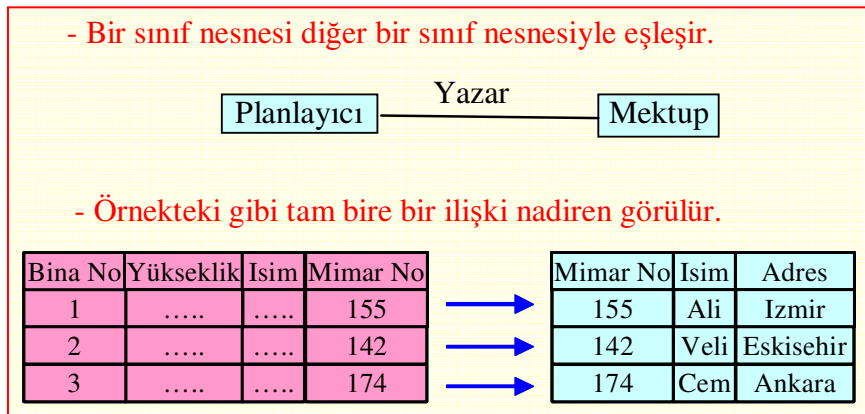 - Bir sınıf nesnesi diğer bir sınıf nesnesiyle eşleşir.
Planlayıcı Yazar Mektup
- Örnekteki gibi tam bire bir ilişki nadiren görülür.
Bina No Yükseklik Isim Mimar No Mimar No Isim Adres
1 ….. ….. 155 155 Ali Izmir
2 ….. ….. 142 142 Veli Eskisehir
3 ….. ….. 174 174 Cem Ankara